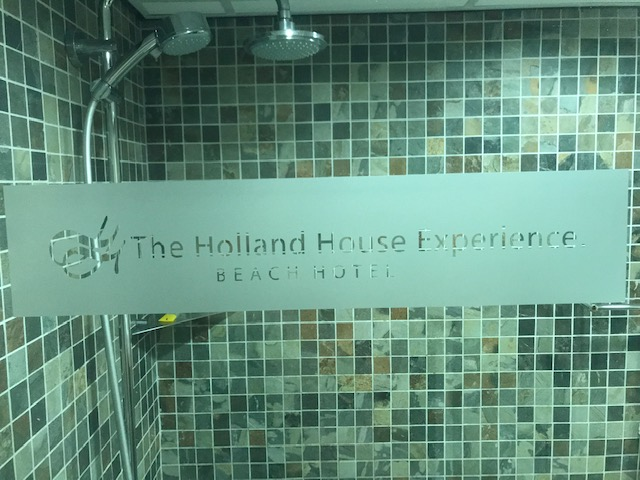 The Holland House Experience.
BEACH HOTEL